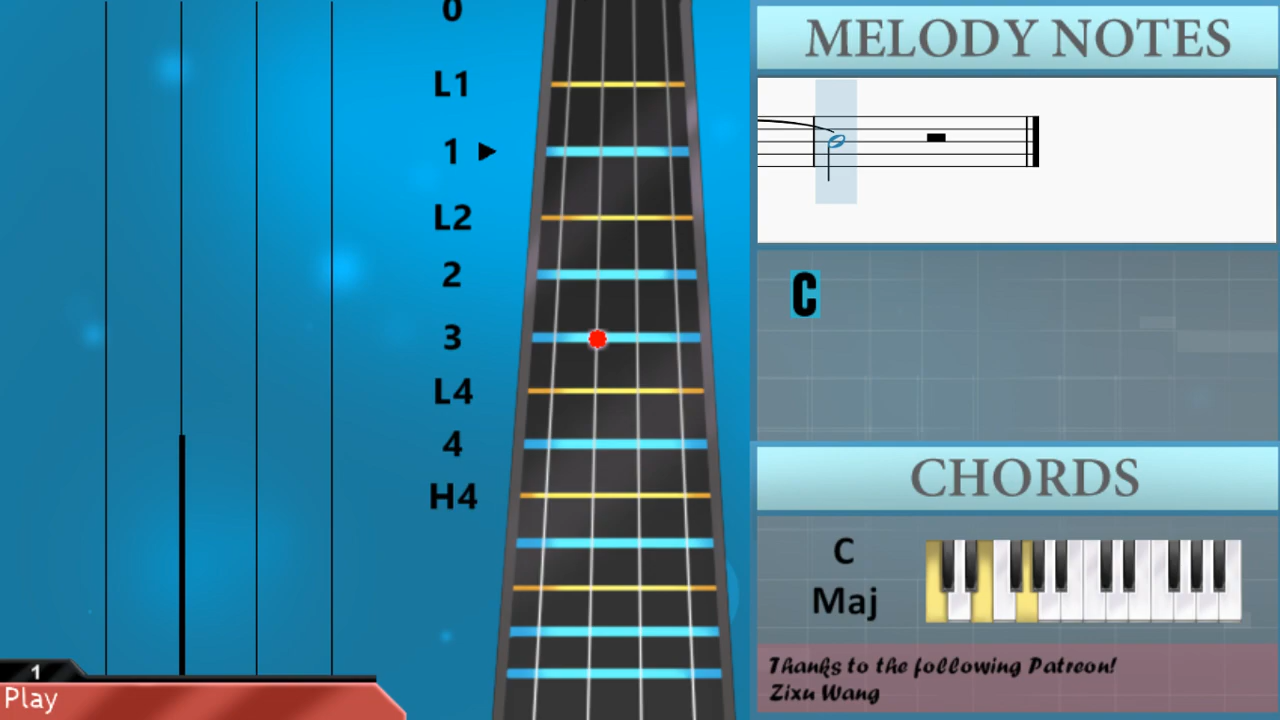 0
L1
1
L2
2
3
L4
4
H4
1
Play
MELODY NOTES
C
CHORDS
C
Maj
Thanks to the following Patreon!
Zixu Wang